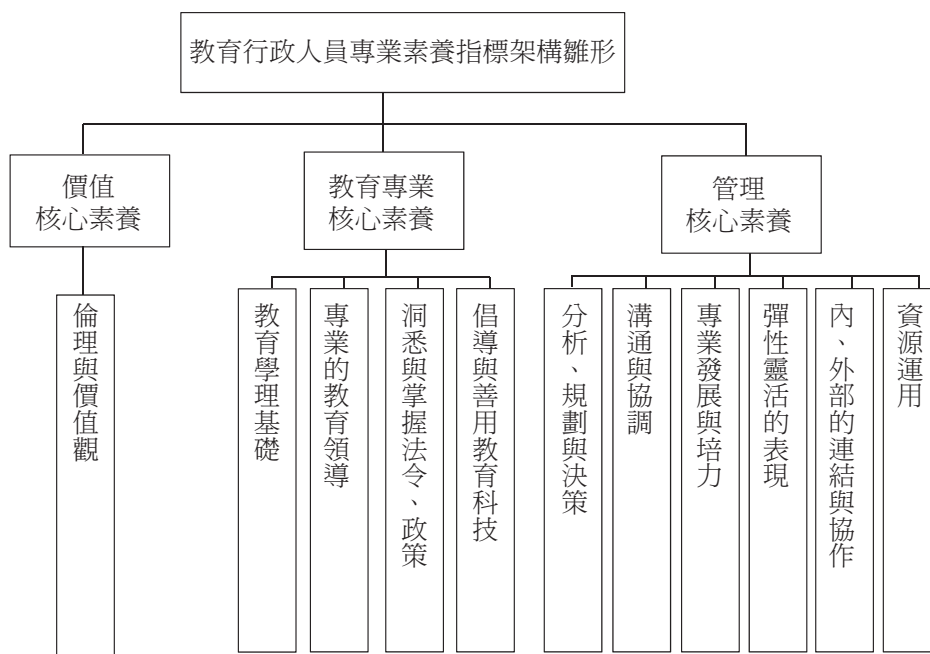 教育行政人員專業素養指標架構雛形
價值
核心素養
教育專業
核心素養
管理
核心素養
倫理與價值觀
教育學理基礎
專業的教育領導
洞悉與掌握法令、政策
倡導與善用教育科技
分析、規劃與決策
溝通與協調
專業發展與培力
彈性靈活的表現
內、外部的連結與協作
資源運用